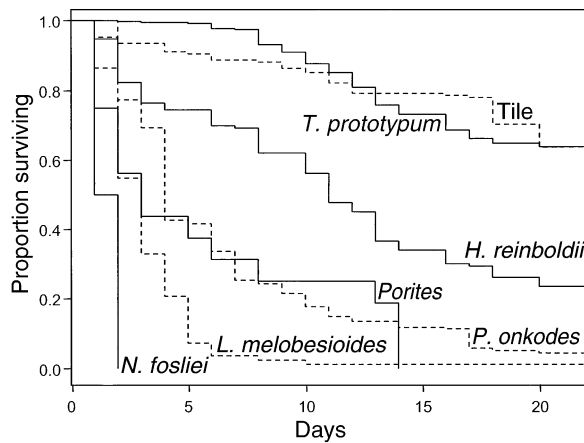 Proportion surviving
1.0
0.8
0.6
0.4
0.2
0.0
Tile
T. prototypum
H. reinboldii
Porites
P. onkodes
L. melobesioides
N. fosliei
0 5 10 15 20
Days